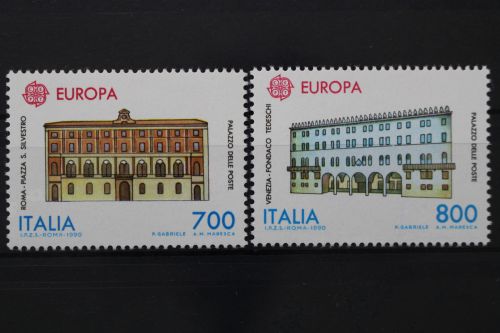 EUROPA
ROMA - PIAZZA S. SILVESTRO
PALAZZO DELLE POSTE
ITALIA 700
I.P.Z.S.-ROMA-1990 P. GABRIELE A. M. MARESCA
EUROPA
VENEZIA - FONDACO TEDESCHI
PALAZZO DELLE POSTE
ITALIA 800
I.P.Z.S.-ROMA-1990 P. GABRIELE A. M. MARESCA